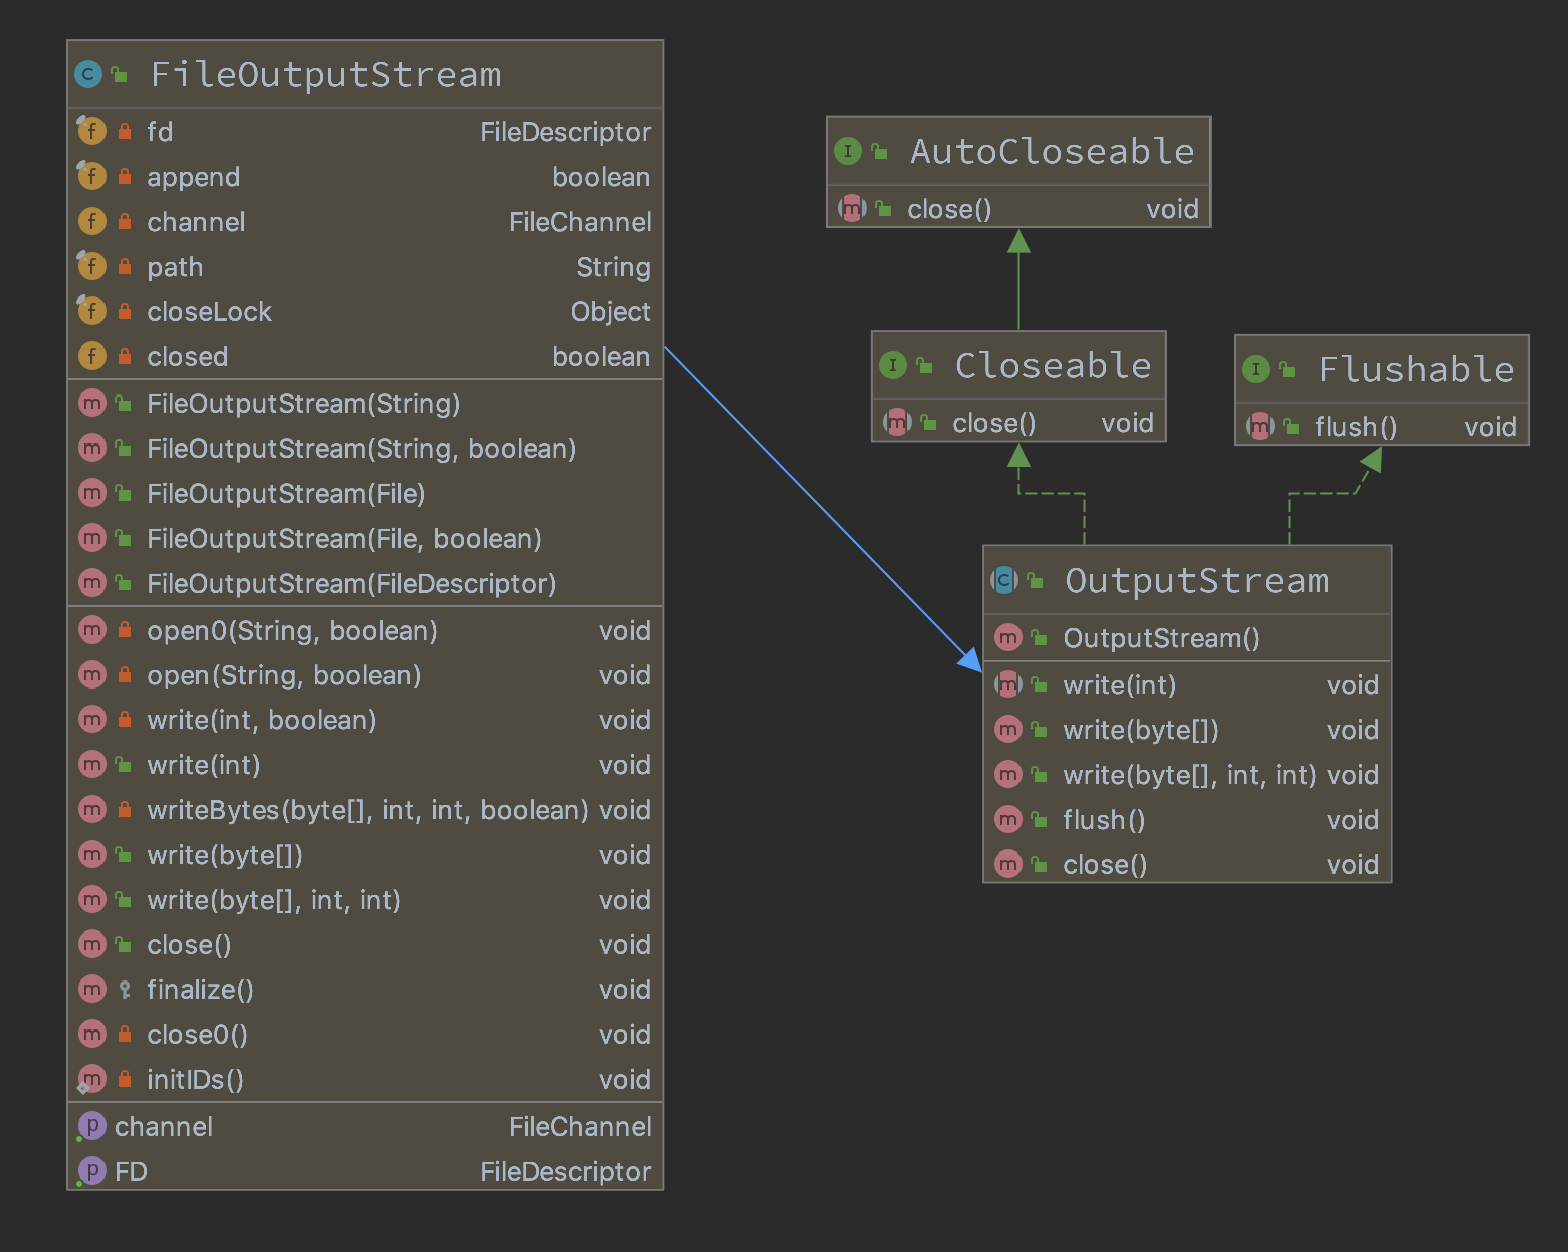 FileOutputStream
fd FileDescriptor
append boolean
channel FileChannel
path String
closeLock Object
closed boolean
FileOutputStream(String)
FileOutputStream(String, boolean)
FileOutputStream(File)
FileOutputStream(File, boolean)
FileOutputStream(FileDescriptor)
open0(String, boolean) void
open(String, boolean) void
write(int, boolean) void
write(int) void
writeBytes(byte[], int, int, boolean) void
write(byte[]) void
write(byte[], int, int) void
close() void
finalize() void
close0() void
initIDs() void
channel FileChannel
FD FileDescriptor
AutoCloseable
close() void
Closeable
close() void
Flushable
flush() void
OutputStream
OutputStream()
write(int) void
write(byte[]) void
write(byte[], int, int) void
flush() void
close() void